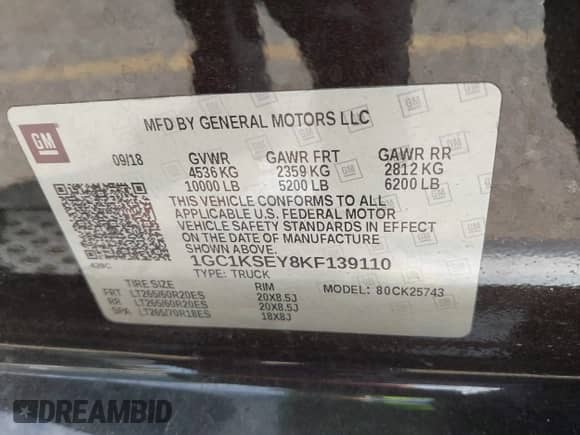 GM
MFD BY GENERAL MOTORS LLC
09/18 GVWR GAWR FRT GAWR RR
4536 KG 2359 KG 2812 KG
10000 LB 5200 LB 6200 LB
THIS VEHICLE CONFORMS TO ALL
APPLICABLE U.S. FEDERAL MOTOR
VEHICLE SAFETY STANDARDS IN EFFECT
ON THE DATE OF MANUFACTURE
SHOWN ABOVE.
1GC1KSEY8KF139110
TYPE: TRUCK
TIRE SIZE RIM MODEL: 80CK25743
FRT LT265/60R20ES 20X8.5J
RR LT265/60R20ES 20X8.5J
SPA LT265/70R18ES 18X8J
DREAMBID